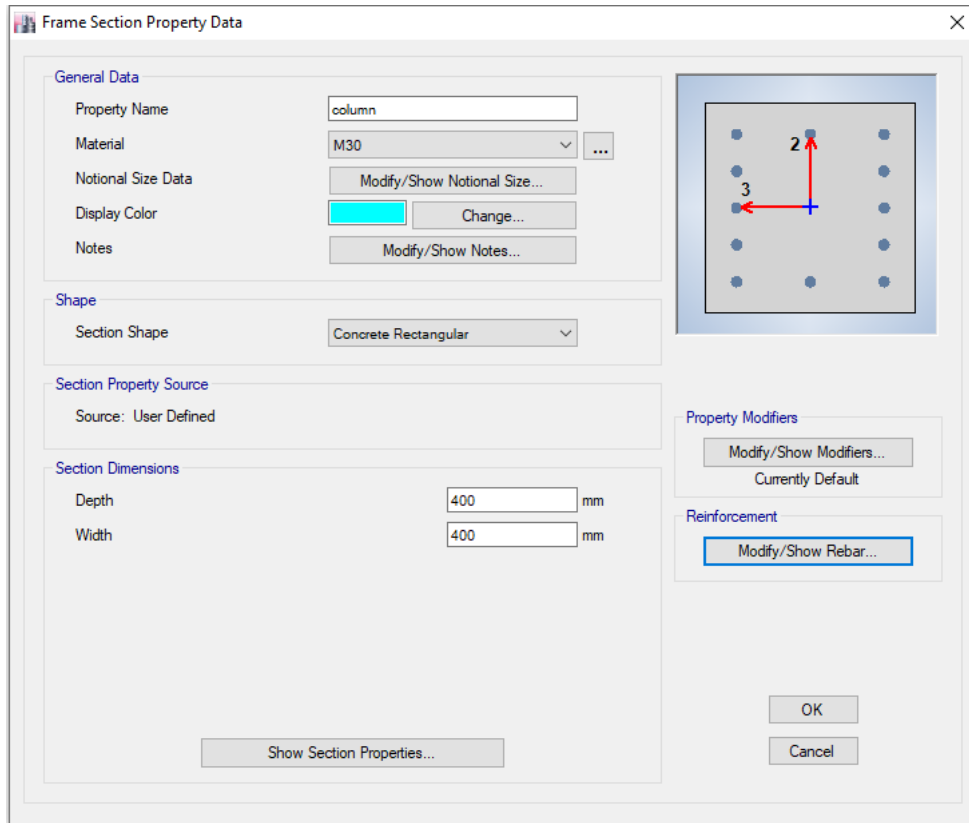 Frame Section Property Data
General Data
Property Name column
Material M30 ...
Notional Size Data Modify/Show Notional Size...
Display Color Change...
Notes Modify/Show Notes...
Shape
Section Shape Concrete Rectangular
Section Property Source
Source: User Defined
Section Dimensions
Depth 400 mm
Width 400 mm
Show Section Properties...
2
3
Property Modifiers
Modify/Show Modifiers...
Currently Default
Reinforcement
Modify/Show Rebar...
OK
Cancel